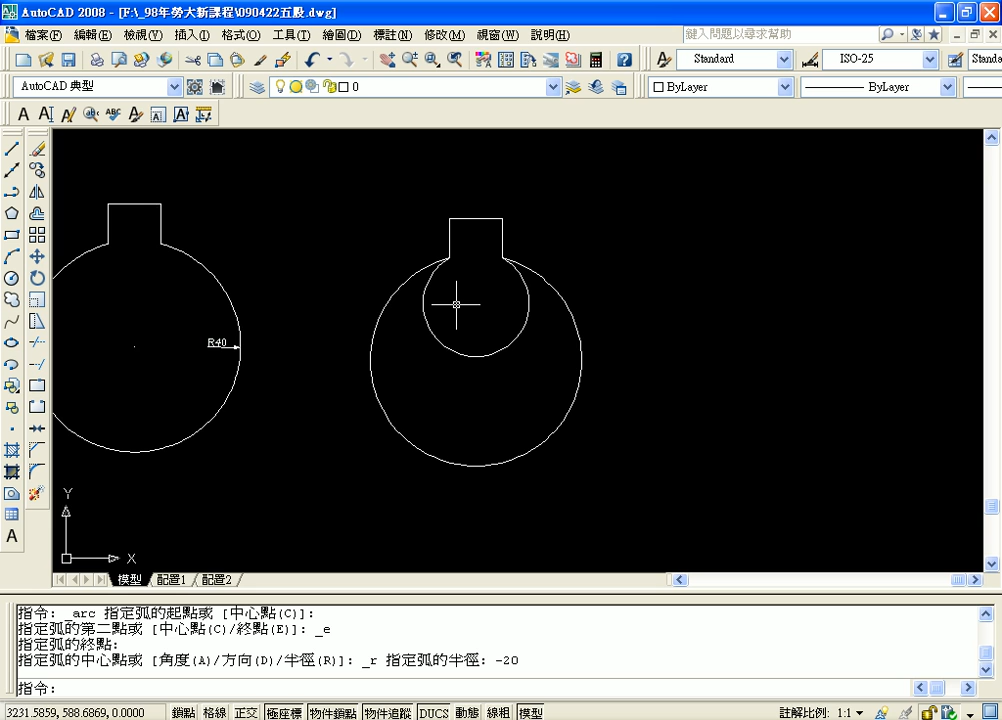 AutoCAD 2008 - [F:\_98年勞大新課程\090422五股.dwg]
檔案(F) 編輯(E) 檢視(V) 插入(I) 格式(O) 工具(T) 繪圖(D) 標註(N) 修改(M) 視窗(W) 說明(H) 鍵入問題以尋求幫助
Standard ISO-25 Standa
AutoCAD 典型 0 ByLayer ByLayer
R40
Y
X
模型 配置1 配置2
指令: _arc 指定弧的起點或 [中心點(C)]:
指定弧的第二點或 [中心點(C)/終點(E)]: _e
指定弧的終點:
指定弧的中心點或 [角度(A)/方向(D)/半徑(R)]: _r 指定弧的半徑: -20
指令:
3231.5859, 588.6869, 0.0000 鎖點 格線 正交 極座標 物件鎖點 物件追蹤 DUCS 動態 線粗 模型 註解比例: 1:1